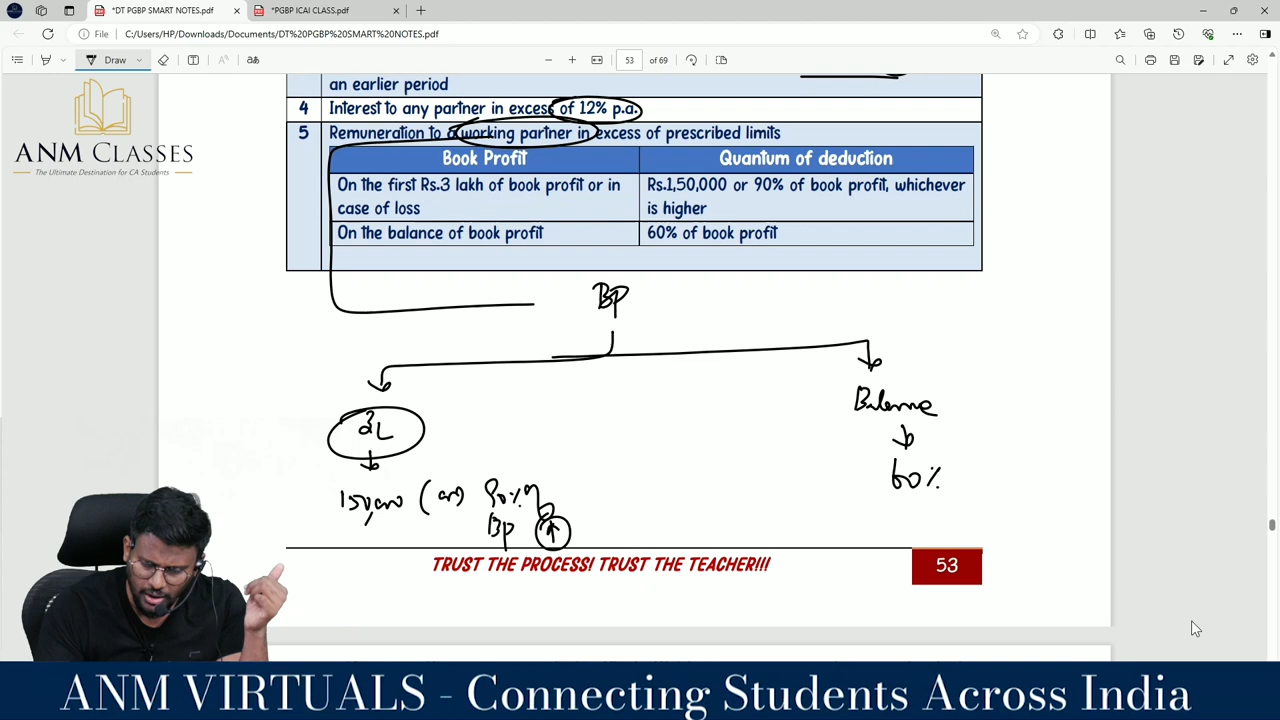 *DT PGBP SMART NOTES.pdf
*PGBP ICAI CLASS.pdf
File
C:/Users/HP/Downloads/Documents/DT%20PGBP%20SMART%20NOTES.pdf
Draw
53 of 69
ANM CLASSES
The Ultimate Destination for CA Students
an earlier period
4 Interest to any partner in excess of 12% p.a.
5 Remuneration to a working partner in excess of prescribed limits
Book Profit Quantum of deduction
On the first Rs.3 lakh of book profit or in Rs.1,50,000 or 90% of book profit, whichever
case of loss is higher
On the balance of book profit 60% of book profit
BP
Balance
3L
60%
150,000 (or) 90% of
BP
TRUST THE PROCESS! TRUST THE TEACHER!!! 53
ANM VIRTUALS - Connecting Students Across India